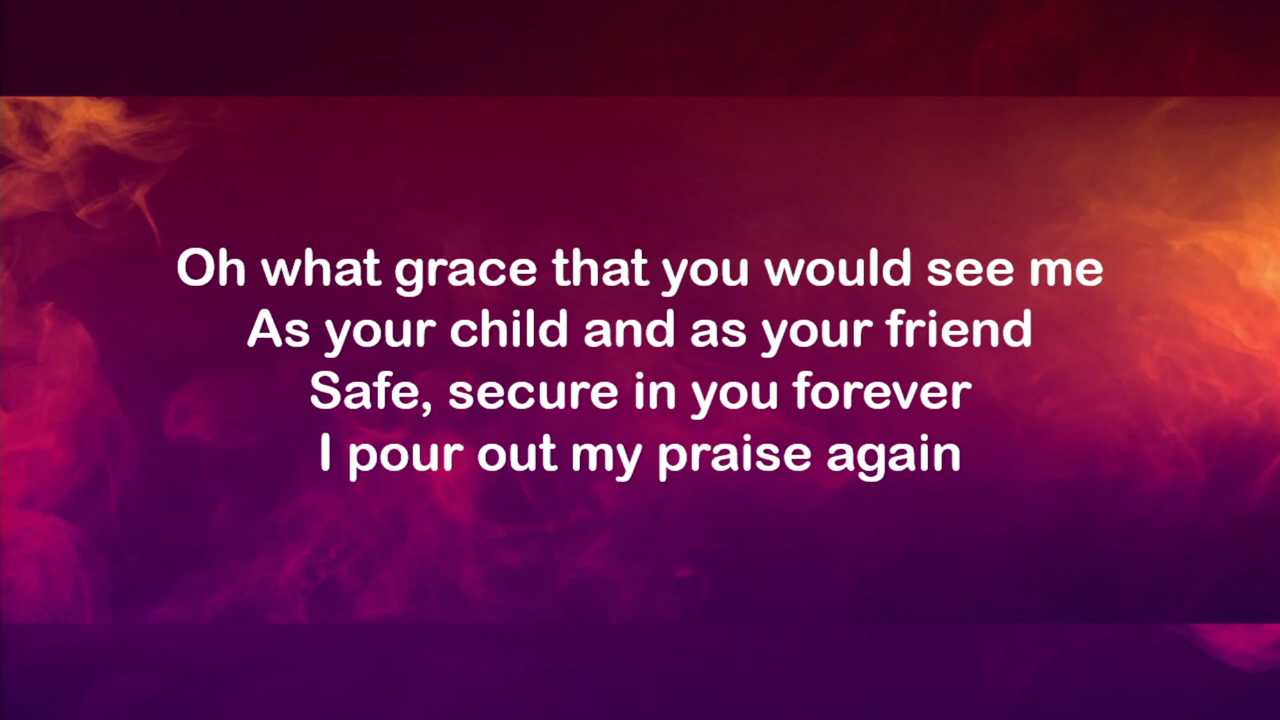 Oh what grace that you would see me
As your child and as your friend
Safe, secure in you forever
I pour out my praise again